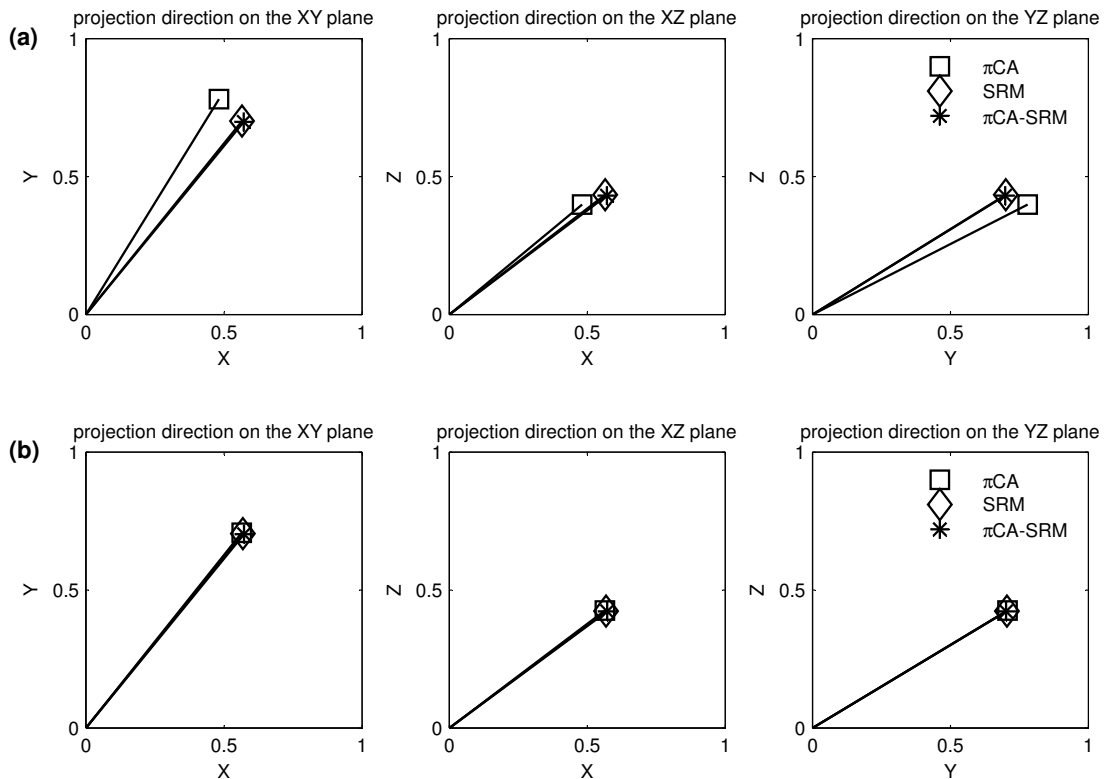 (a)
projection direction on the XY plane
1
0.5
0
0
0.5
1
X
Y
projection direction on the XZ plane
1
0.5
0
0
0.5
1
X
Z
projection direction on the YZ plane
1
0.5
0
0
0.5
1
Y
Z
πCA
SRM
πCA-SRM
(b)
projection direction on the XY plane
1
0.5
0
0
0.5
1
X
Y
projection direction on the XZ plane
1
0.5
0
0
0.5
1
X
Z
projection direction on the YZ plane
1
0.5
0
0
0.5
1
Y
Z
πCA
SRM
πCA-SRM